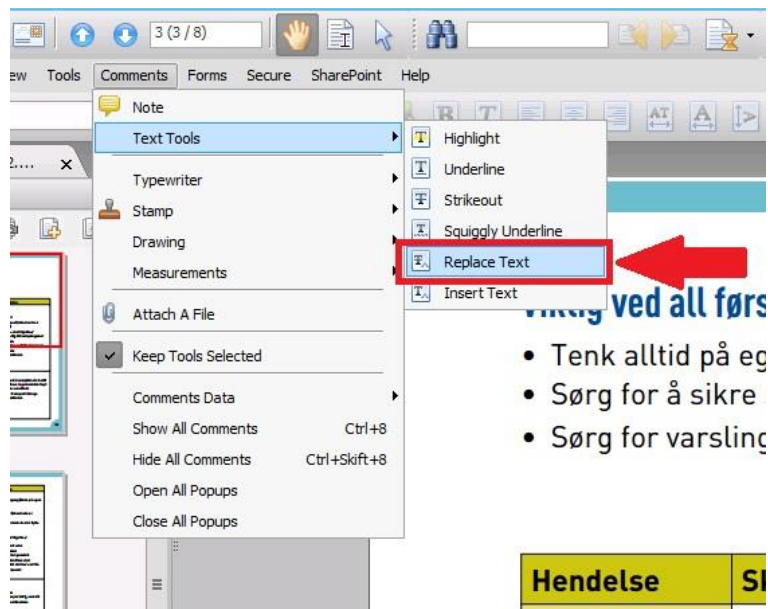 3 (3 / 8)
ew Tools Comments Forms Secure SharePoint Help
Note
Text Tools
Typewriter
Stamp
Drawing
Measurements
Attach A File
Keep Tools Selected
Comments Data
Show All Comments Ctrl+8
Hide All Comments Ctrl+Skift+8
Open All Popups
Close All Popups
Highlight
Underline
Strikeout
Squiggly Underline
Replace Text
Insert Text
2....
Viktig ved all førs
• Tenk alltid på eg
• Sørg for å sikre
• Sørg for varsling
Hendelse Sk